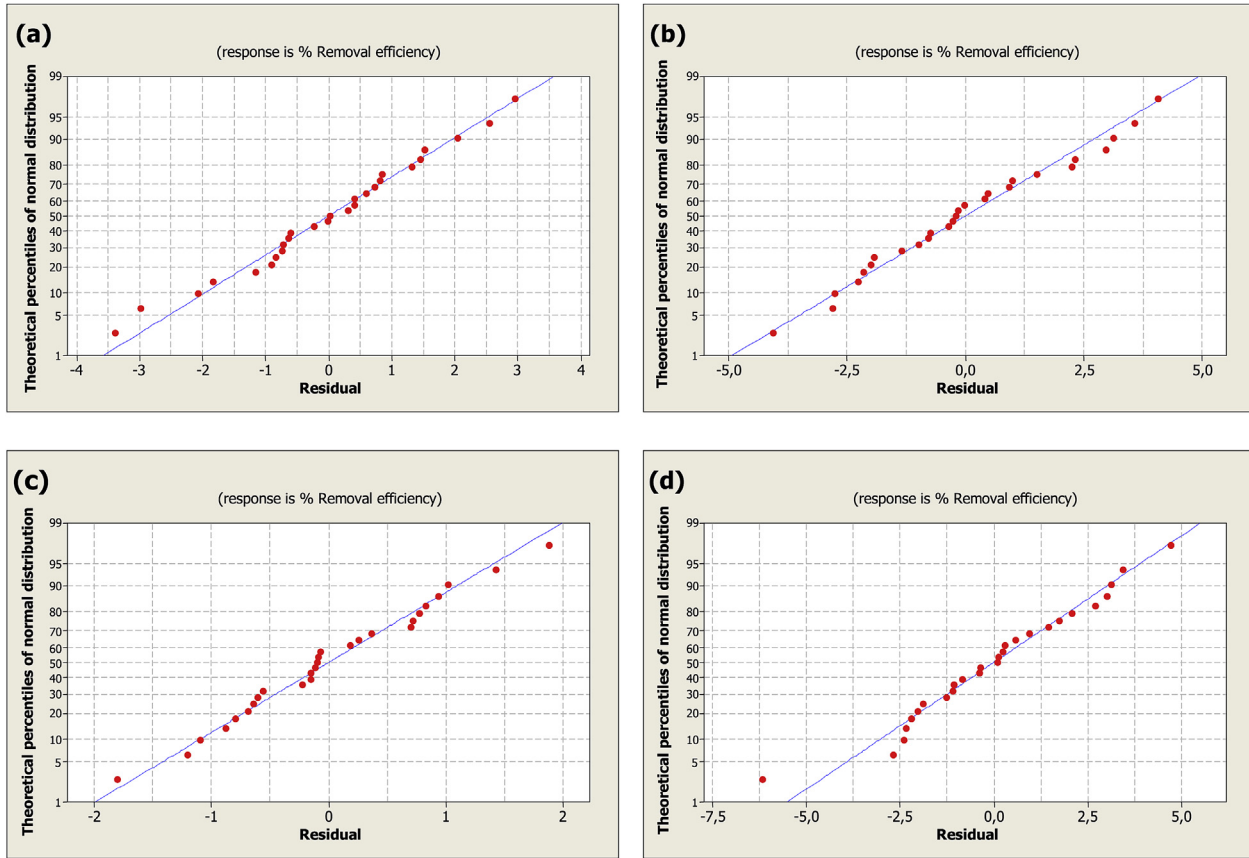 (a)
(response is % Removal efficiency)
Theoretical percentiles of normal distribution
99
95
90
80
70
60
50
40
30
20
10
5
1
-4 -3 -2 -1 0 1 2 3 4
Residual
(b)
(response is % Removal efficiency)
Theoretical percentiles of normal distribution
99
95
90
80
70
60
50
40
30
20
10
5
1
-5,0 -2,5 0,0 2,5 5,0
Residual
(c)
(response is % Removal efficiency)
Theoretical percentiles of normal distribution
99
95
90
80
70
60
50
40
30
20
10
5
1
-2 -1 0 1 2
Residual
(d)
(response is % Removal efficiency)
Theoretical percentiles of normal distribution
99
95
90
80
70
60
50
40
30
20
10
5
1
-7,5 -5,0 -2,5 0,0 2,5 5,0
Residual